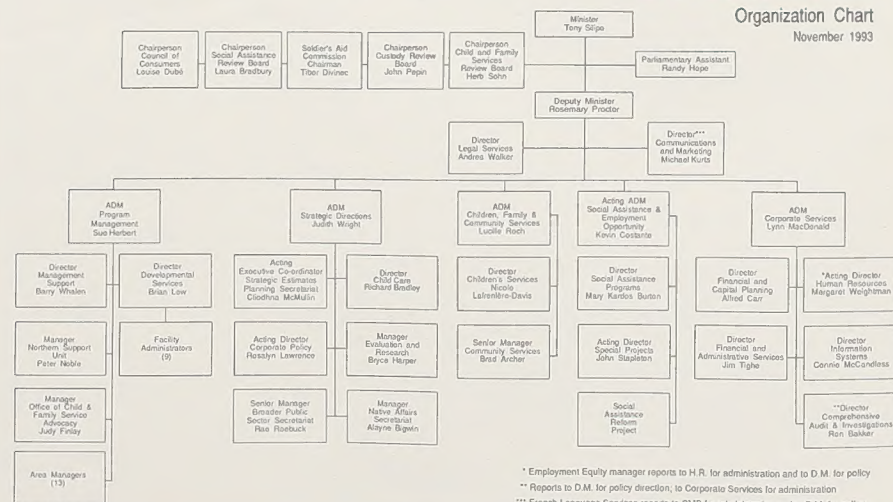 Organization Chart
November 1993
Minister
Tony Silipo
Chairperson
Council of
Consumers
Louise Dubé
Chairperson
Social Assistance
Review Board
Laura Bradbury
Soldier's Aid
Commission
Chairman
Tibor Divinec
Chairperson
Custody Review
Board
John Pepin
Chairperson
Child and Family
Services
Review Board
Herb Sohn
Parliamentary Assistant
Randy Hope
Deputy Minister
Rosemary Proctor
Director
Legal Services
Andrea Walker
Director***
Communications
and Marketing
Michael Kurts
ADM
Program
Management
Sue Herbert
ADM
Strategic Directions
Judith Wright
ADM
Children, Family &
Community Services
Lucille Roch
Acting ADM
Social Assistance &
Employment
Opportunity
Kevin Costante
ADM
Corporate Services
Lynn MacDonald
Director
Management
Support
Barry Whalen
Director
Developmental
Services
Brian Low
Acting
Executive Co-ordinator
Strategic Estimates
Planning Secretariat
Cliodhna McMullin
Director
Child Care
Richard Bradley
Director
Children's Services
Nicole
Lafrenière-Davis
Director
Social Assistance
Programs
Mary Kardos Burton
Director
Financial and
Capital Planning
Alfred Carr
*Acting Director
Human Resources
Margaret Weightman
Manager
Northern Support
Unit
Peter Noble
Facility
Administrators
(9)
Acting Director
Corporate Policy
Rosalyn Lawrence
Manager
Evaluation and
Research
Bryce Harper
Senior Manager
Community Services
Brad Archer
Acting Director
Special Projects
John Stapleton
Director
Financial and
Administrative Services
Jim Tighe
Director
Information
Systems
Connie McCandless
Manager
Office of Child &
Family Service
Advocacy
Judy Finlay
Senior Manager
Broader Public
Sector Secretariat
Rae Roebuck
Manager
Native Affairs
Secretariat
Alayne Bigwin
Social
Assistance
Reform
Project
**Director
Comprehensive
Audit & Investigations
Ron Bakker
Area Managers
(13)
* Employment Equity manager reports to H.R. for administration and to D.M. for policy
** Reports to D.M. for policy direction; to Corporate Services for administration
*** French Language Services reports to